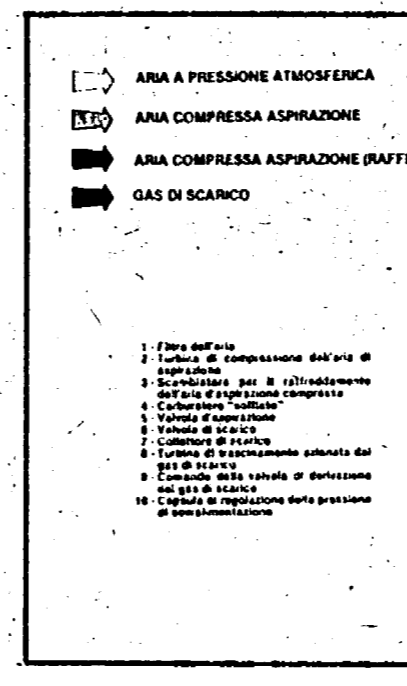 ARIA A PRESSIONE ATMOSFERICA
ARIA COMPRESSA ASPIRAZIONE
ARIA COMPRESSA ASPIRAZIONE (RAFFE
GAS DI SCARICO
1 - Filtro dell'aria
2 - Turbina di compressione dell'aria di
aspirazione
3 - Scambiatore per il raffreddamento
dell'aria d'aspirazione compressa
4 - Carburatore "soffiato"
5 - Valvola d'aspirazione
6 - Valvola di scarico
7 - Collettore di scarico
8 - Turbina di trascinamento azionata dai
gas di scarico
9 - Comando della valvola di derivazione
dei gas di scarico
10 - Capsula di regolazione della pressione
di sovralimentazione